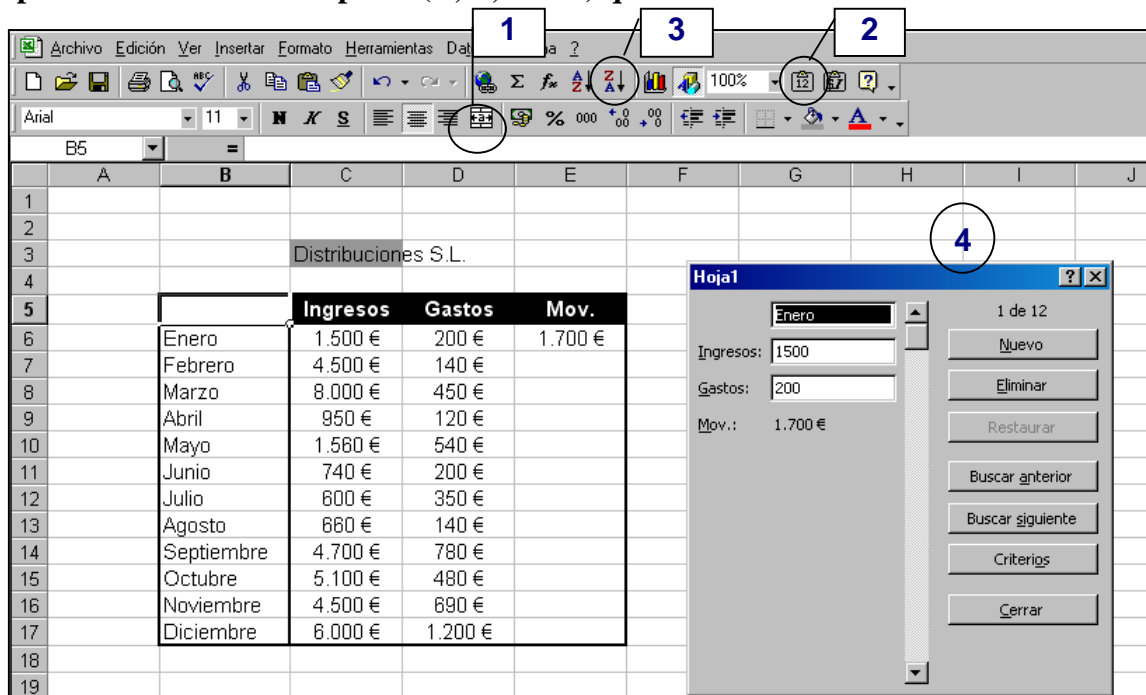 1
3
2
Archivo Edición Ver Insertar Formato Herramientas Dat na ?
100%
12
Arial 11 N K S % 000
B5 =
A B C D E F G H I J
1
2
3 Distribuciones S.L.
4
5 Ingresos Gastos Mov.
6 Enero 1.500 € 200 € 1.700 €
7 Febrero 4.500 € 140 €
8 Marzo 8.000 € 450 €
9 Abril 950 € 120 €
10 Mayo 1.560 € 540 €
11 Junio 740 € 200 €
12 Julio 600 € 350 €
13 Agosto 660 € 140 €
14 Septiembre 4.700 € 780 €
15 Octubre 5.100 € 480 €
16 Noviembre 4.500 € 690 €
17 Diciembre 6.000 € 1.200 €
18
19
4
Hoja1
Enero
1 de 12
Ingresos: 1500
Nuevo
Gastos: 200
Eliminar
Mov.: 1.700 €
Restaurar
Buscar anterior
Buscar siguiente
Criterios
Cerrar